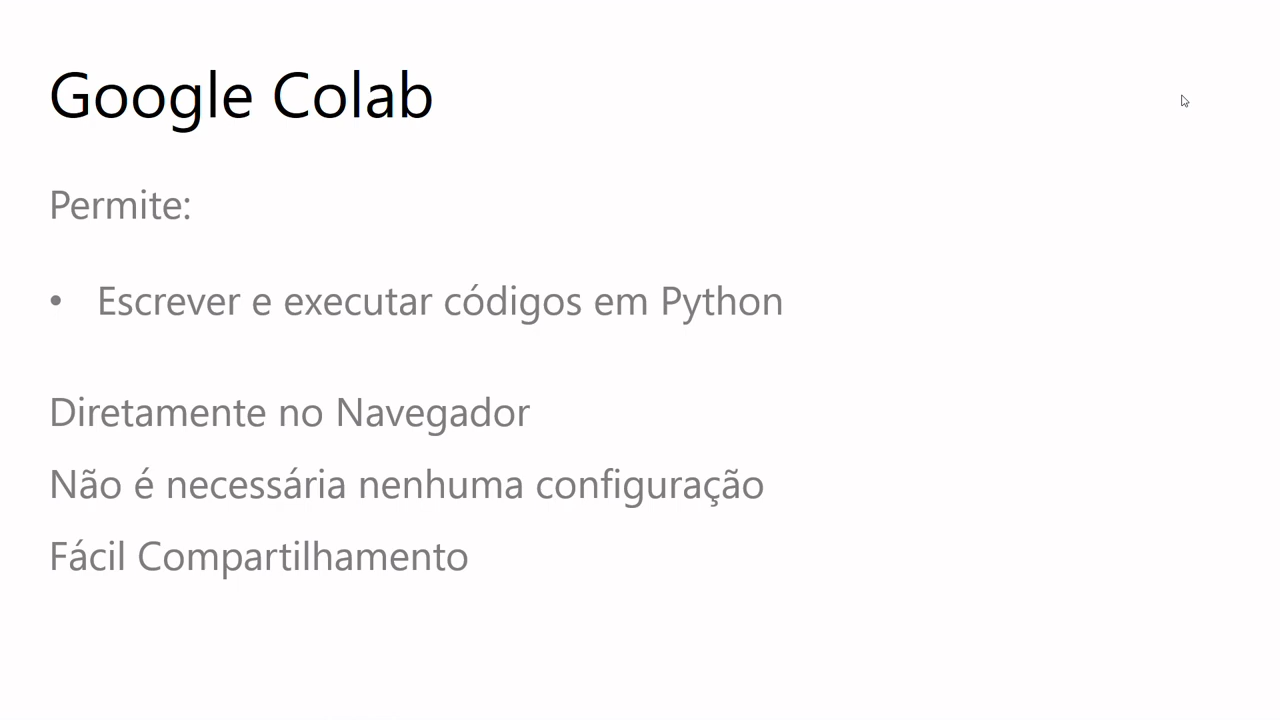 Google Colab
Permite:
• Escrever e executar códigos em Python
Diretamente no Navegador
Não é necessária nenhuma configuração
Fácil Compartilhamento